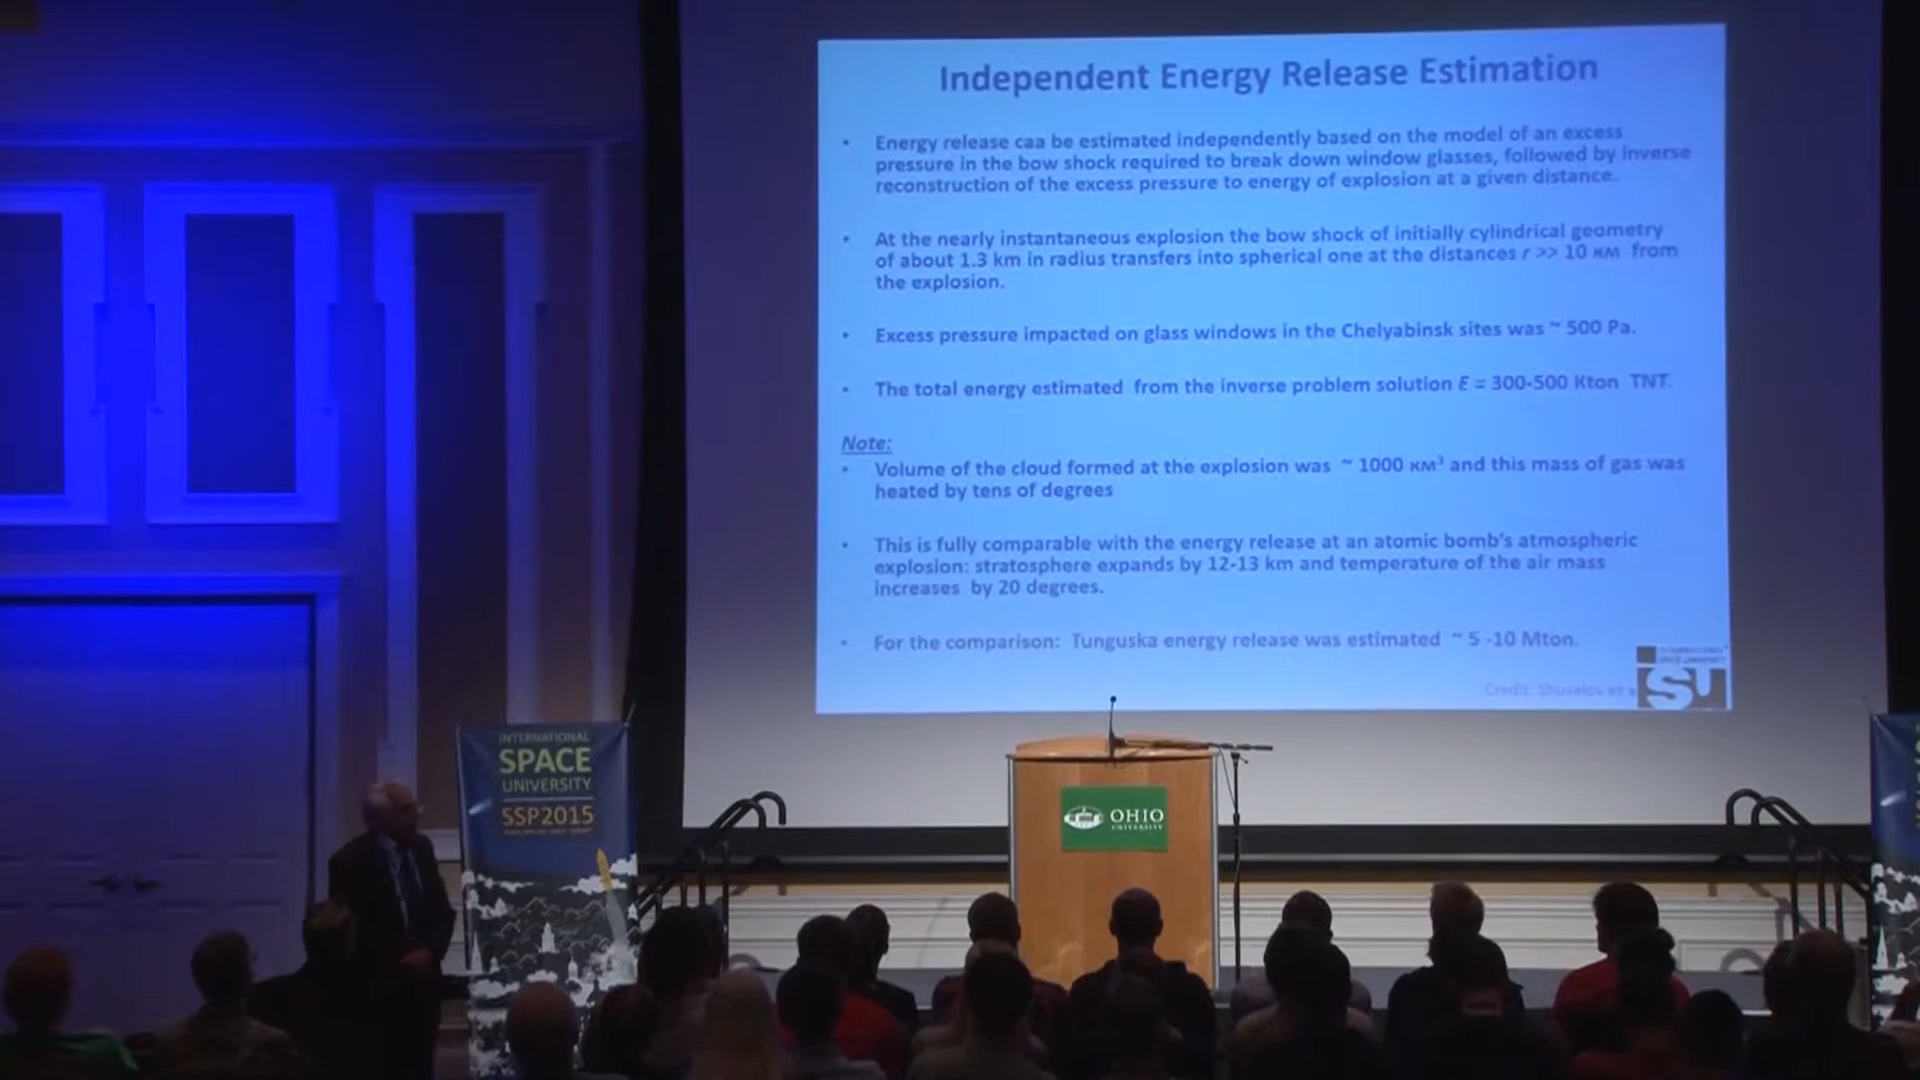 Independent Energy Release Estimation
• Energy release caa be estimated independently based on the model of an excess
pressure in the bow shock required to break down window glasses, followed by inverse
reconstruction of the excess pressure to energy of explosion at a given distance.
• At the nearly instantaneous explosion the bow shock of initially cylindrical geometry
of about 1.3 km in radius transfers into spherical one at the distances r >> 10 км from
the explosion.
• Excess pressure impacted on glass windows in the Chelyabinsk sites was ~ 500 Pa.
• The total energy estimated from the inverse problem solution E = 300-500 Kton TNT.
Note:
• Volume of the cloud formed at the explosion was ~ 1000 км³ and this mass of gas was
heated by tens of degrees
• This is fully comparable with the energy release at an atomic bomb's atmospheric
explosion: stratosphere expands by 12-13 km and temperature of the air mass
increases by 20 degrees.
• For the comparison: Tunguska energy release was estimated ~ 5 -10 Mton.
Credit: Shuvalov et a
ISU
INTERNATIONAL
SPACE
UNIVERSITY
SSP2015
OHIO
UNIVERSITY